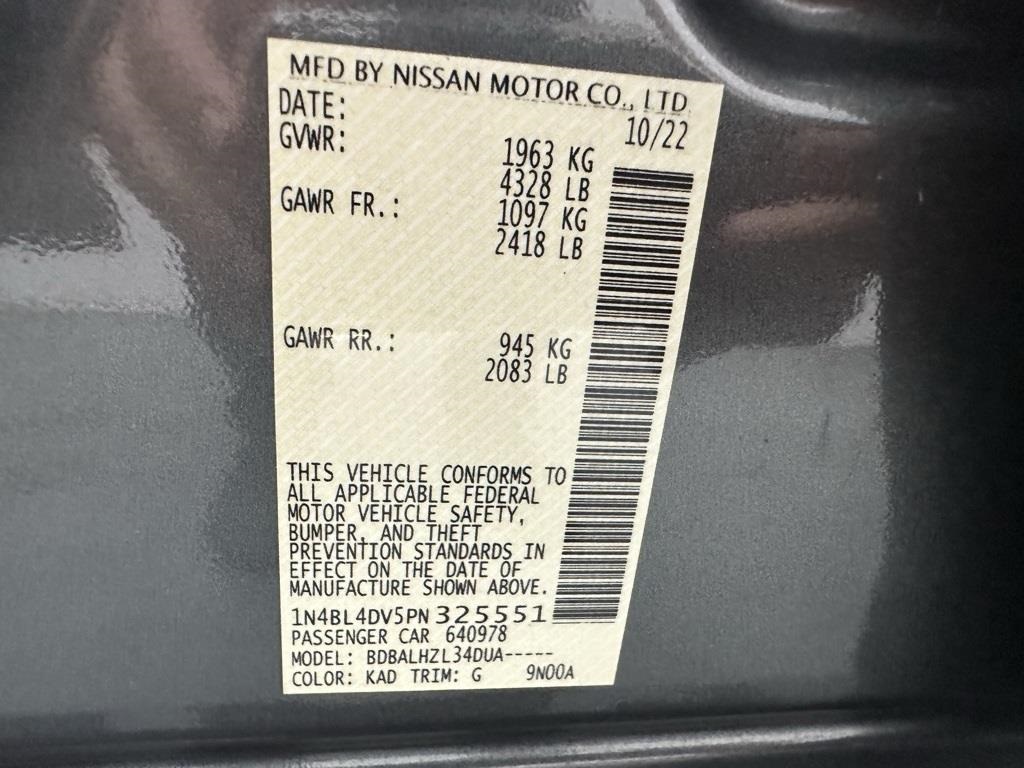 MFD BY NISSAN MOTOR CO., LTD.
DATE: 10/22
GVWR: 1963 KG
4328 LB
GAWR FR.: 1097 KG
2418 LB
GAWR RR.: 945 KG
2083 LB
THIS VEHICLE CONFORMS TO
ALL APPLICABLE FEDERAL
MOTOR VEHICLE SAFETY,
BUMPER, AND THEFT
PREVENTION STANDARDS IN
EFFECT ON THE DATE OF
MANUFACTURE SHOWN ABOVE.
1N4BL4DV5PN 325551
PASSENGER CAR 640978
MODEL: BDBALHZL34DUA-----
COLOR: KAD TRIM: G 9N00A